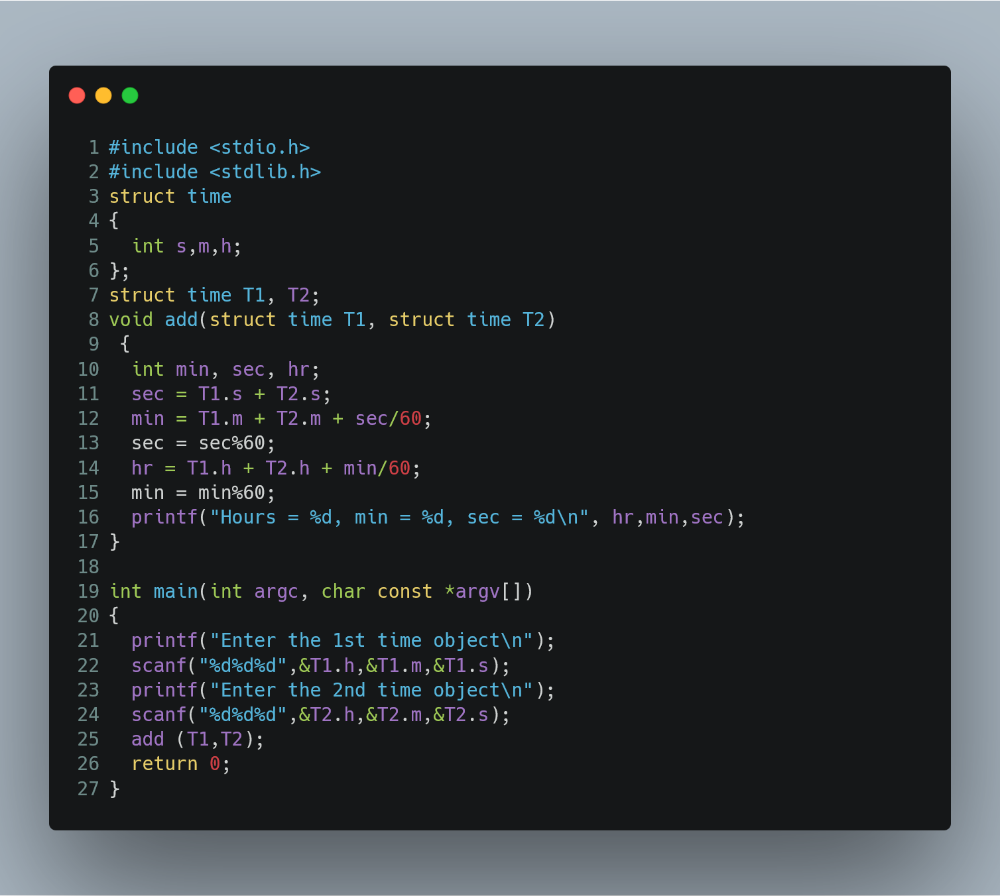 1 #include <stdio.h>
2 #include <stdlib.h>
3 struct time
4 {
5   int s,m,h;
6 };
7 struct time T1, T2;
8 void add(struct time T1, struct time T2)
9  {
10   int min, sec, hr;
11   sec = T1.s + T2.s;
12   min = T1.m + T2.m + sec/60;
13   sec = sec%60;
14   hr = T1.h + T2.h + min/60;
15   min = min%60;
16   printf("Hours = %d, min = %d, sec = %d\n", hr,min,sec);
17 }
18
19 int main(int argc, char const *argv[])
20 {
21   printf("Enter the 1st time object\n");
22   scanf("%d%d%d",&T1.h,&T1.m,&T1.s);
23   printf("Enter the 2nd time object\n");
24   scanf("%d%d%d",&T2.h,&T2.m,&T2.s);
25   add (T1,T2);
26   return 0;
27 }